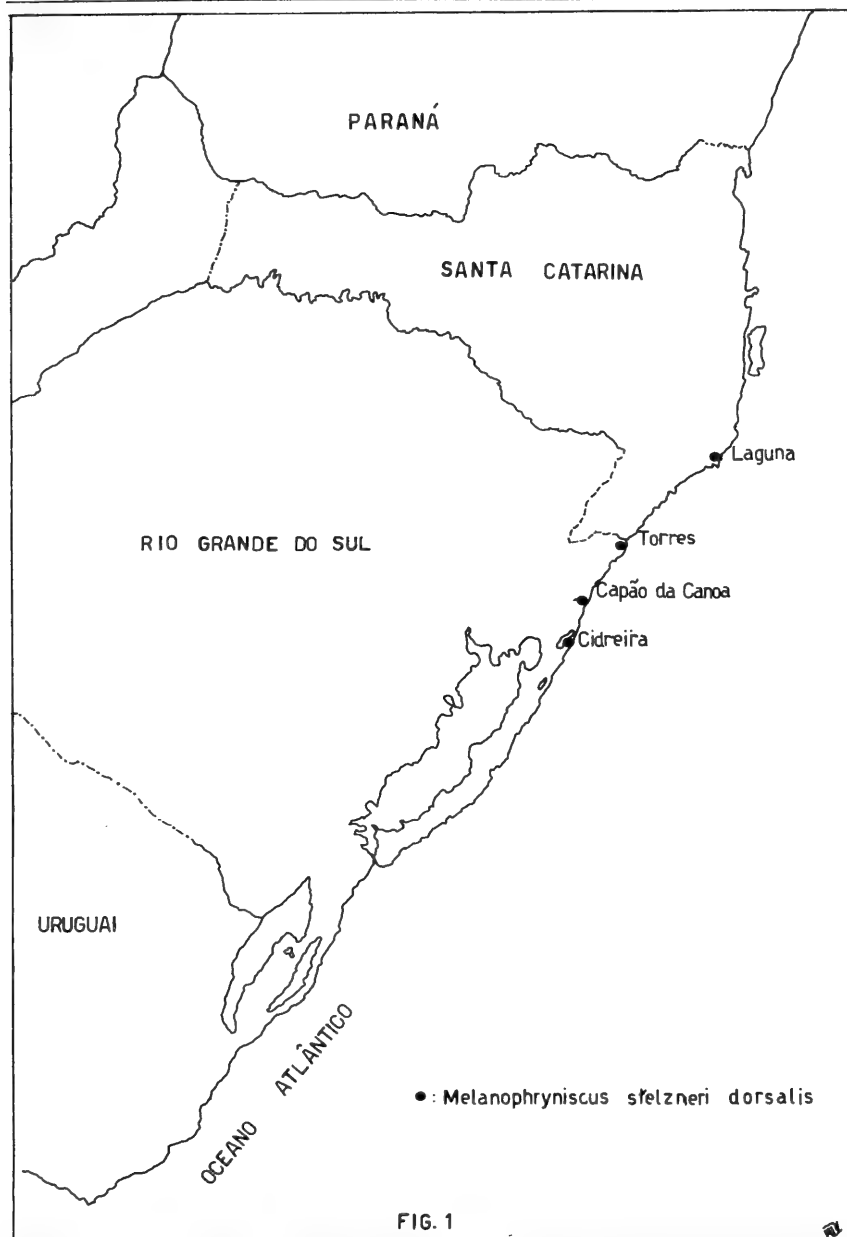 PARANÁ
SANTA CATARINA
Laguna
RIO GRANDE DO SUL
Torres
Capão da Canoa
Cidreira
URUGUAI
OCEANO ATLÂNTICO
● : Melanophryniscus stelzneri dorsalis
FIG. 1